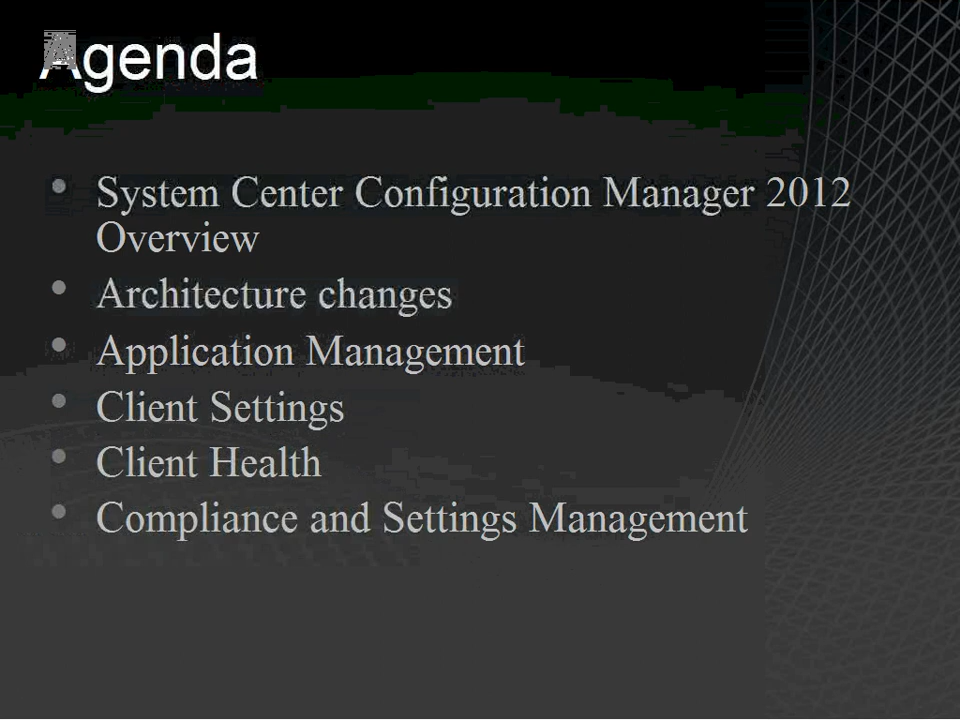 Agenda
• System Center Configuration Manager 2012
Overview
• Architecture changes
• Application Management
• Client Settings
• Client Health
• Compliance and Settings Management